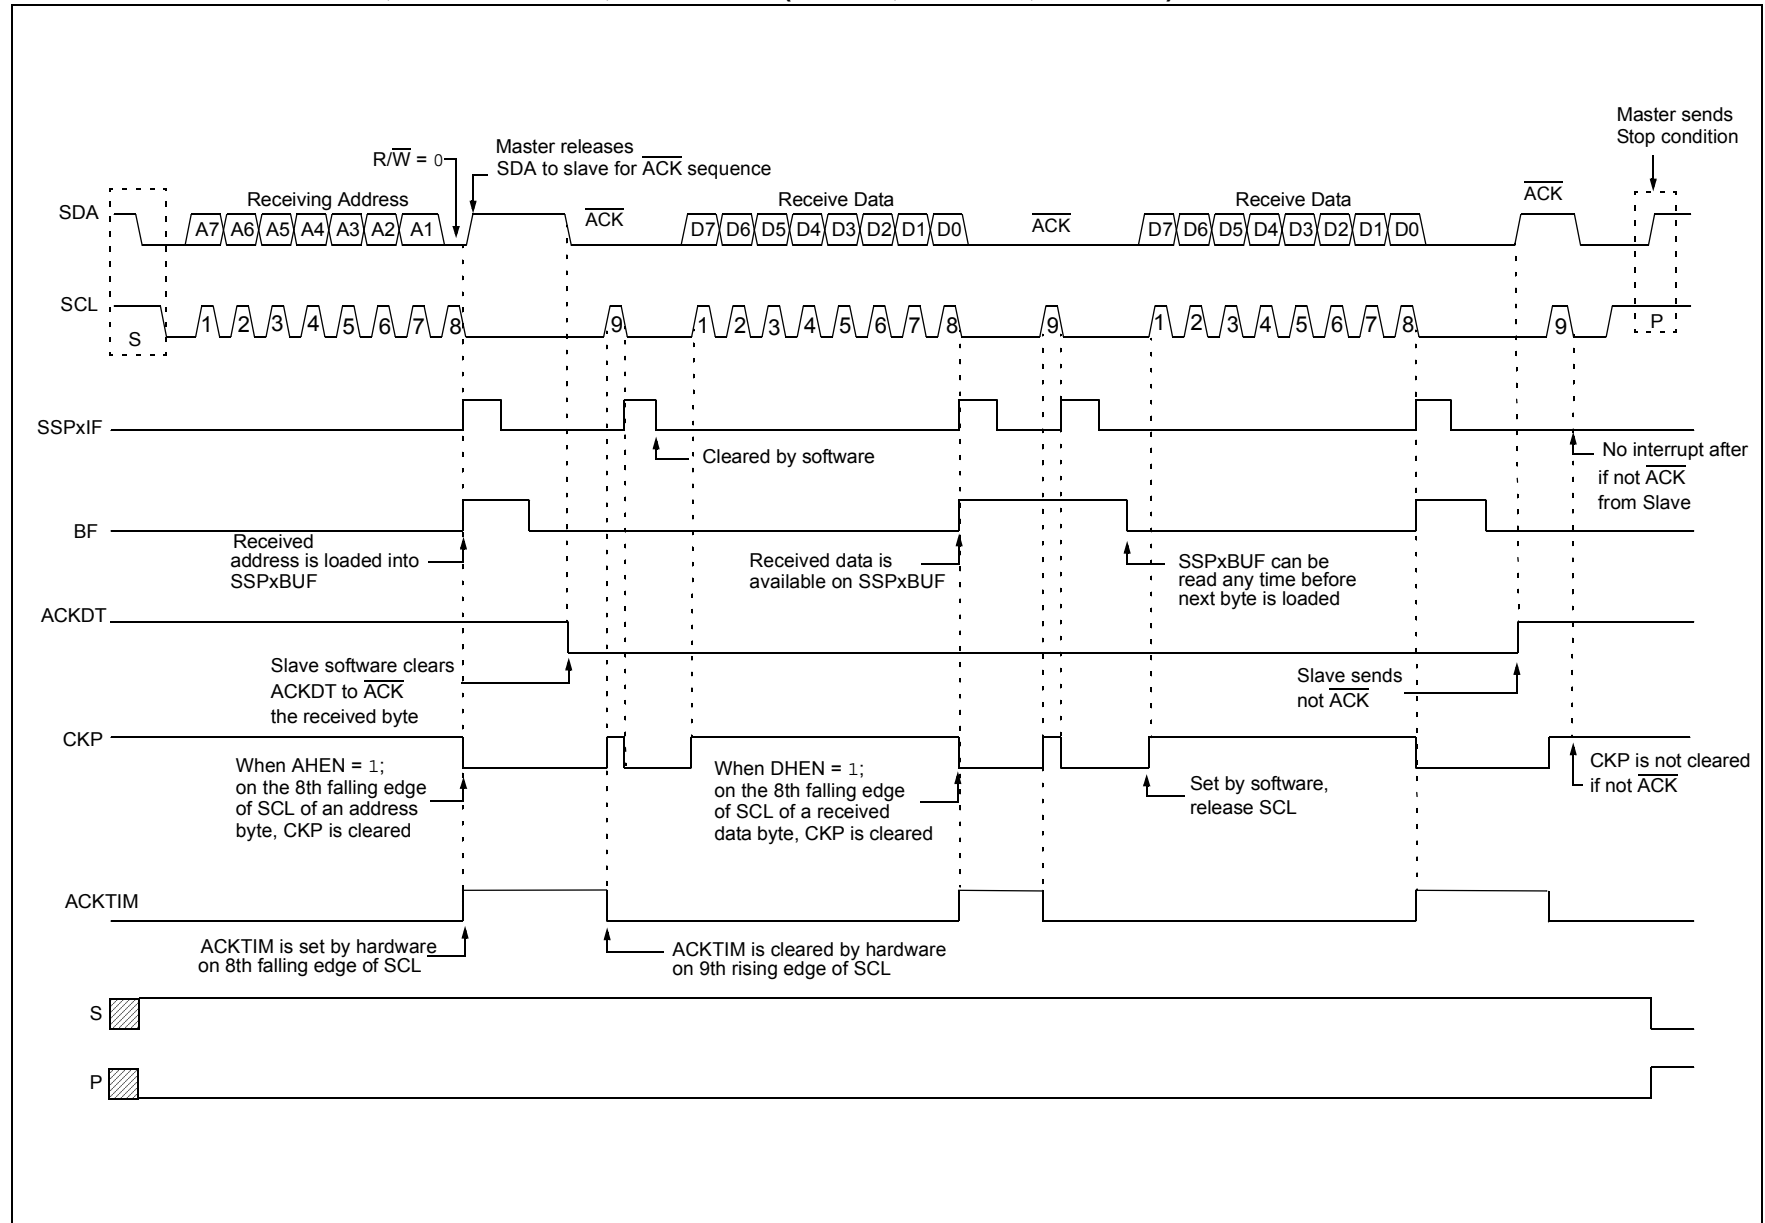 Master sends
Stop condition
R/W̅ = 0
Master releases
SDA to slave for A̅C̅K̅ sequence
SDA
Receiving Address
A7 A6 A5 A4 A3 A2 A1
A̅C̅K̅
Receive Data
D7 D6 D5 D4 D3 D2 D1 D0
A̅C̅K̅
Receive Data
D7 D6 D5 D4 D3 D2 D1 D0
A̅C̅K̅
SCL
S
1 2 3 4 5 6 7 8
9
1 2 3 4 5 6 7 8
9
1 2 3 4 5 6 7 8
9
P
SSPxIF
Cleared by software
No interrupt after
if not A̅C̅K̅
from Slave
BF
Received
address is loaded into
SSPxBUF
Received data is
available on SSPxBUF
SSPxBUF can be
read any time before
next byte is loaded
ACKDT
Slave software clears
ACKDT to A̅C̅K̅
the received byte
Slave sends
not A̅C̅K̅
CKP
When AHEN = 1;
on the 8th falling edge
of SCL of an address
byte, CKP is cleared
When DHEN = 1;
on the 8th falling edge
of SCL of a received
data byte, CKP is cleared
Set by software,
release SCL
CKP is not cleared
if not A̅C̅K̅
ACKTIM
ACKTIM is set by hardware
on 8th falling edge of SCL
ACKTIM is cleared by hardware
on 9th rising edge of SCL
S
P